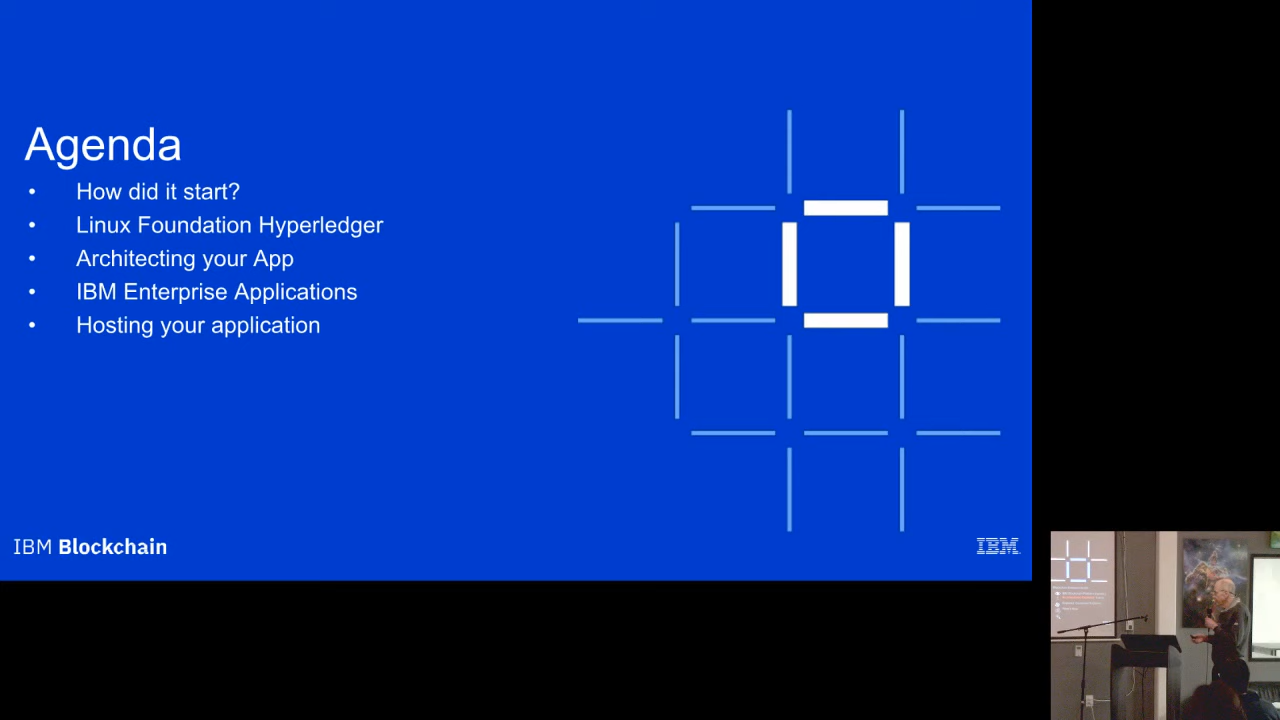 Agenda
• How did it start?
• Linux Foundation Hyperledger
• Architecting your App
• IBM Enterprise Applications
• Hosting your application
IBM Blockchain
IBM